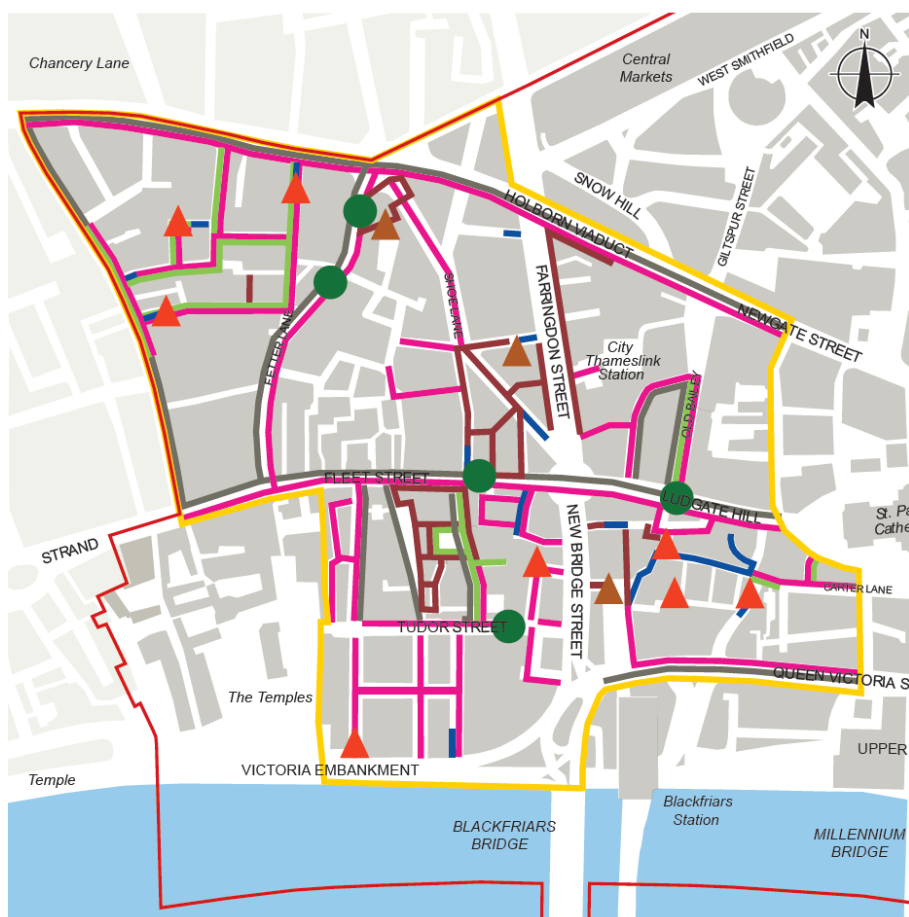 Chancery Lane
Central
Markets
WEST SMITHFIELD
N
SNOW HILL
GILTSPUR STREET
HOLBORN VIADUCT
SHOE LANE
FARRINGDON STREET
NEWGATE STREET
FETTER LANE
City
Thameslink
Station
OLD BAILEY
FLEET STREET
LUDGATE HILL
St. Pa
Cathe
STRAND
NEW BRIDGE STREET
CARTER LANE
TUDOR STREET
QUEEN VICTORIA S
The Temples
UPPER
VICTORIA EMBANKMENT
Temple
Blackfriars
Station
BLACKFRIARS
BRIDGE
MILLENNIUM
BRIDGE